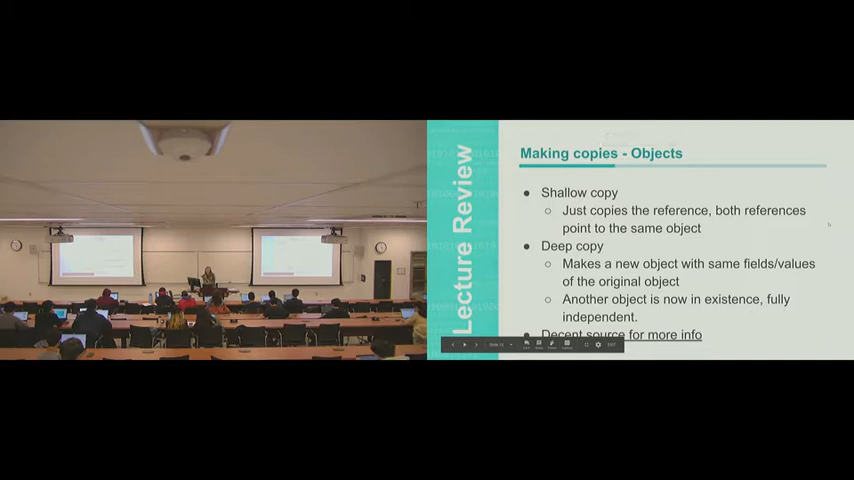 Lecture Review
Making copies - Objects
● Shallow copy
○ Just copies the reference, both references
point to the same object
● Deep copy
○ Makes a new object with same fields/values
of the original object
○ Another object is now in existence, fully
independent.
● Decent source for more info